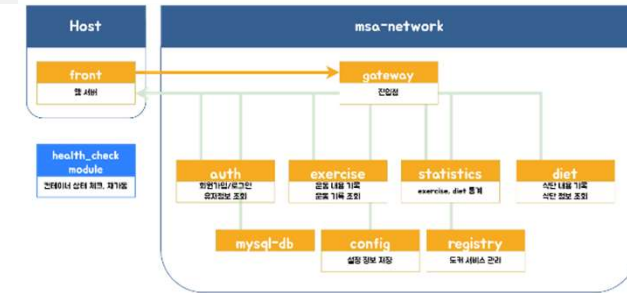 Host
msa-network
front
웹 서버
gateway
진입점
health_check
module
컨테이너 상태 체크, 재가동
auth
회원가입/로그인
유저정보 조회
exercise
운동 내용 기록
운동 기록 조회
statistics
exercise, diet 통계
diet
식단 내용 기록
식단 정보 조회
mysql-db
config
설정 정보 저장
registry
도커 서비스 관리